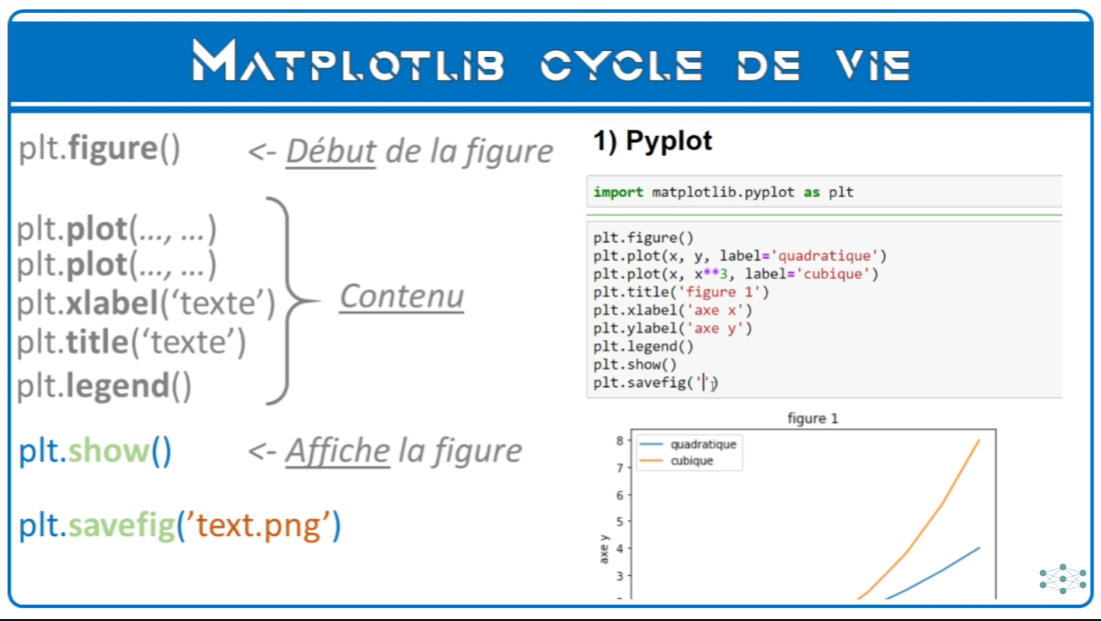 MATPLOTLIB CYCLE DE VIE
plt.figure() <- Début de la figure
plt.plot(…, …)
plt.plot(…, …)
plt.xlabel(‘texte’)
plt.title(‘texte’)
plt.legend()
Contenu
plt.show() <- Affiche la figure
plt.savefig(’text.png’)
1) Pyplot
import matplotlib.pyplot as plt
plt.figure()
plt.plot(x, y, label='quadratique')
plt.plot(x, x**3, label='cubique')
plt.title('figure 1')
plt.xlabel('axe x')
plt.ylabel('axe y')
plt.legend()
plt.show()
plt.savefig('')
figure 1
quadratique
cubique
8
7
6
5
4
3
axe y